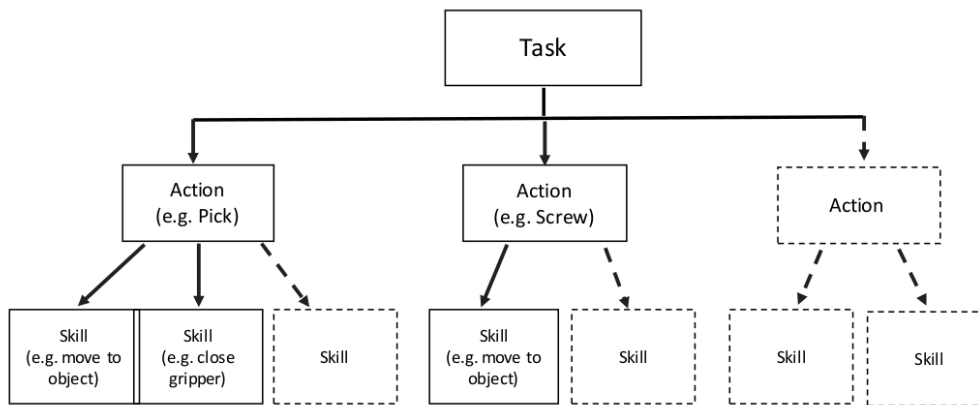 Task
Action
(e.g. Pick)
Action
(e.g. Screw)
Action
Skill
(e.g. move to
object)
Skill
(e.g. close
gripper)
Skill
Skill
(e.g. move to
object)
Skill
Skill
Skill